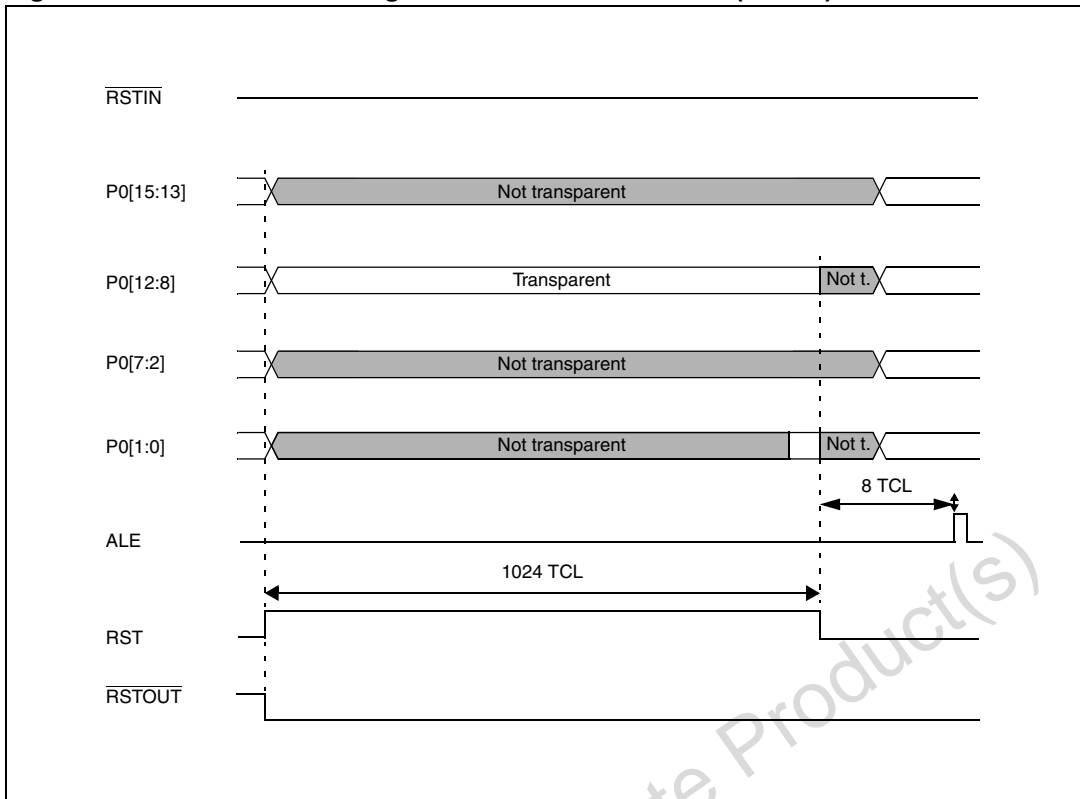 RSTIN
P0[15:13]
Not transparent
P0[12:8]
Transparent
Not t.
P0[7:2]
Not transparent
P0[1:0]
Not transparent
Not t.
8 TCL
ALE
1024 TCL
RST
RSTOUT
Product(s)